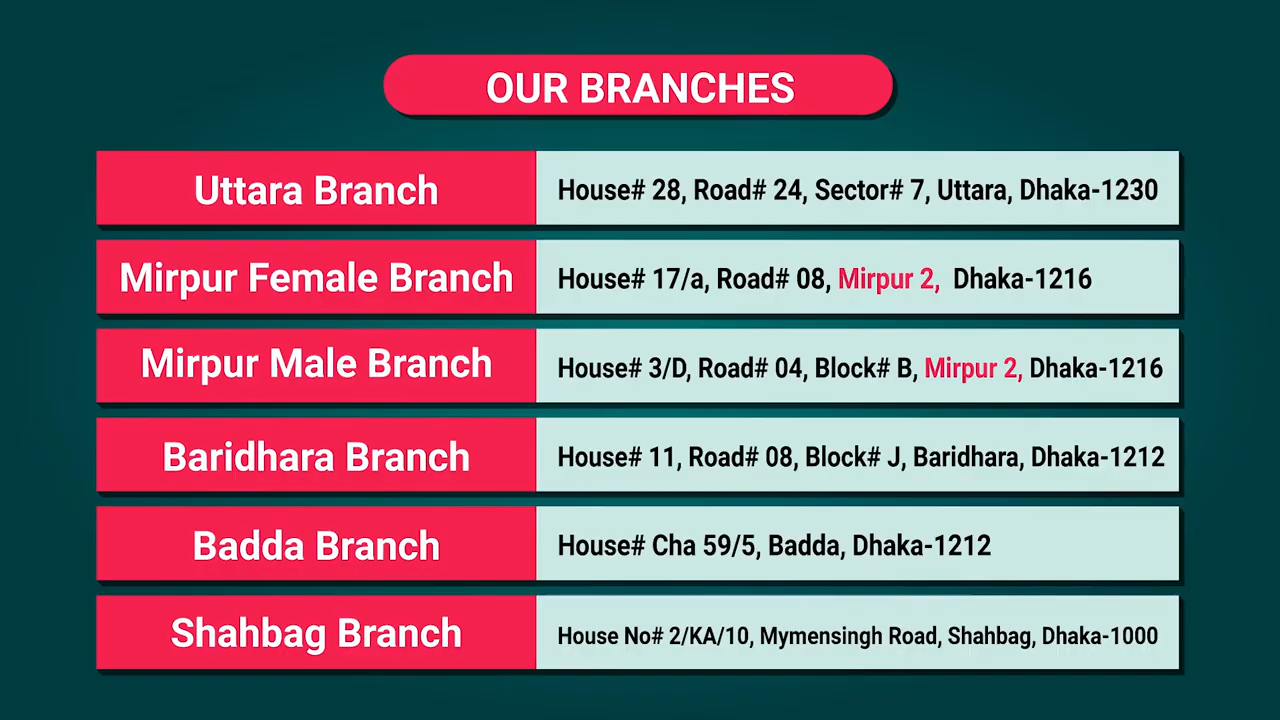 OUR BRANCHES
Uttara Branch
House# 28, Road# 24, Sector# 7, Uttara, Dhaka-1230
Mirpur Female Branch
House# 17/a, Road# 08, Mirpur 2, Dhaka-1216
Mirpur Male Branch
House# 3/D, Road# 04, Block# B, Mirpur 2, Dhaka-1216
Baridhara Branch
House# 11, Road# 08, Block# J, Baridhara, Dhaka-1212
Badda Branch
House# Cha 59/5, Badda, Dhaka-1212
Shahbag Branch
House No# 2/KA/10, Mymensingh Road, Shahbag, Dhaka-1000